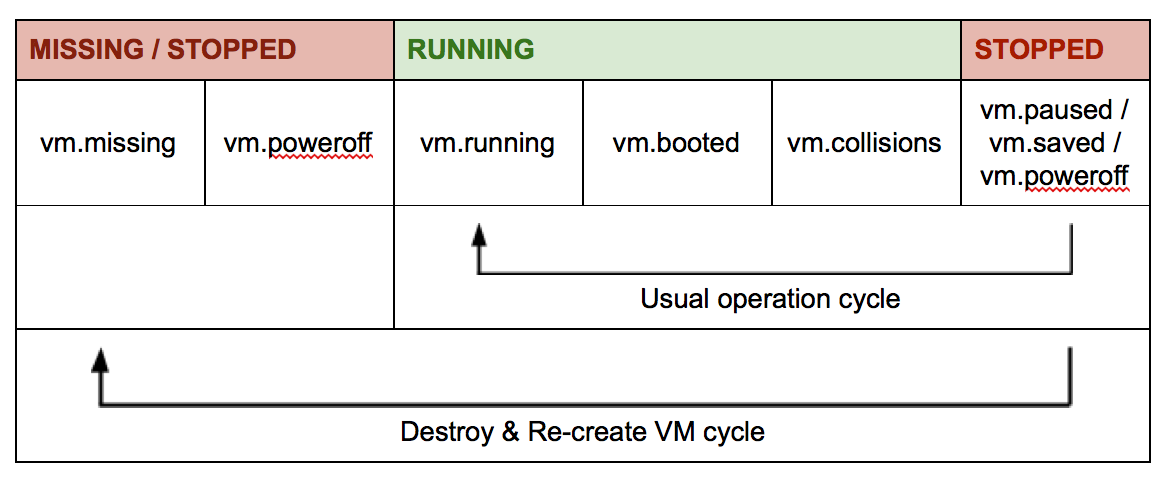 MISSING / STOPPED
RUNNING
STOPPED
vm.missing
vm.poweroff
vm.running
vm.booted
vm.collisions
vm.paused /
vm.saved /
vm.poweroff
Usual operation cycle
Destroy & Re-create VM cycle